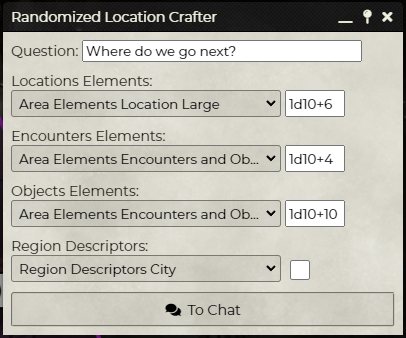 Randomized Location Crafter
Question: Where do we go next?
Locations Elements:
Area Elements Location Large 1d10+6
Encounters Elements:
Area Elements Encounters and Ob... 1d10+4
Objects Elements:
Area Elements Encounters and Ob... 1d10+10
Region Descriptors:
Region Descriptors City
To Chat